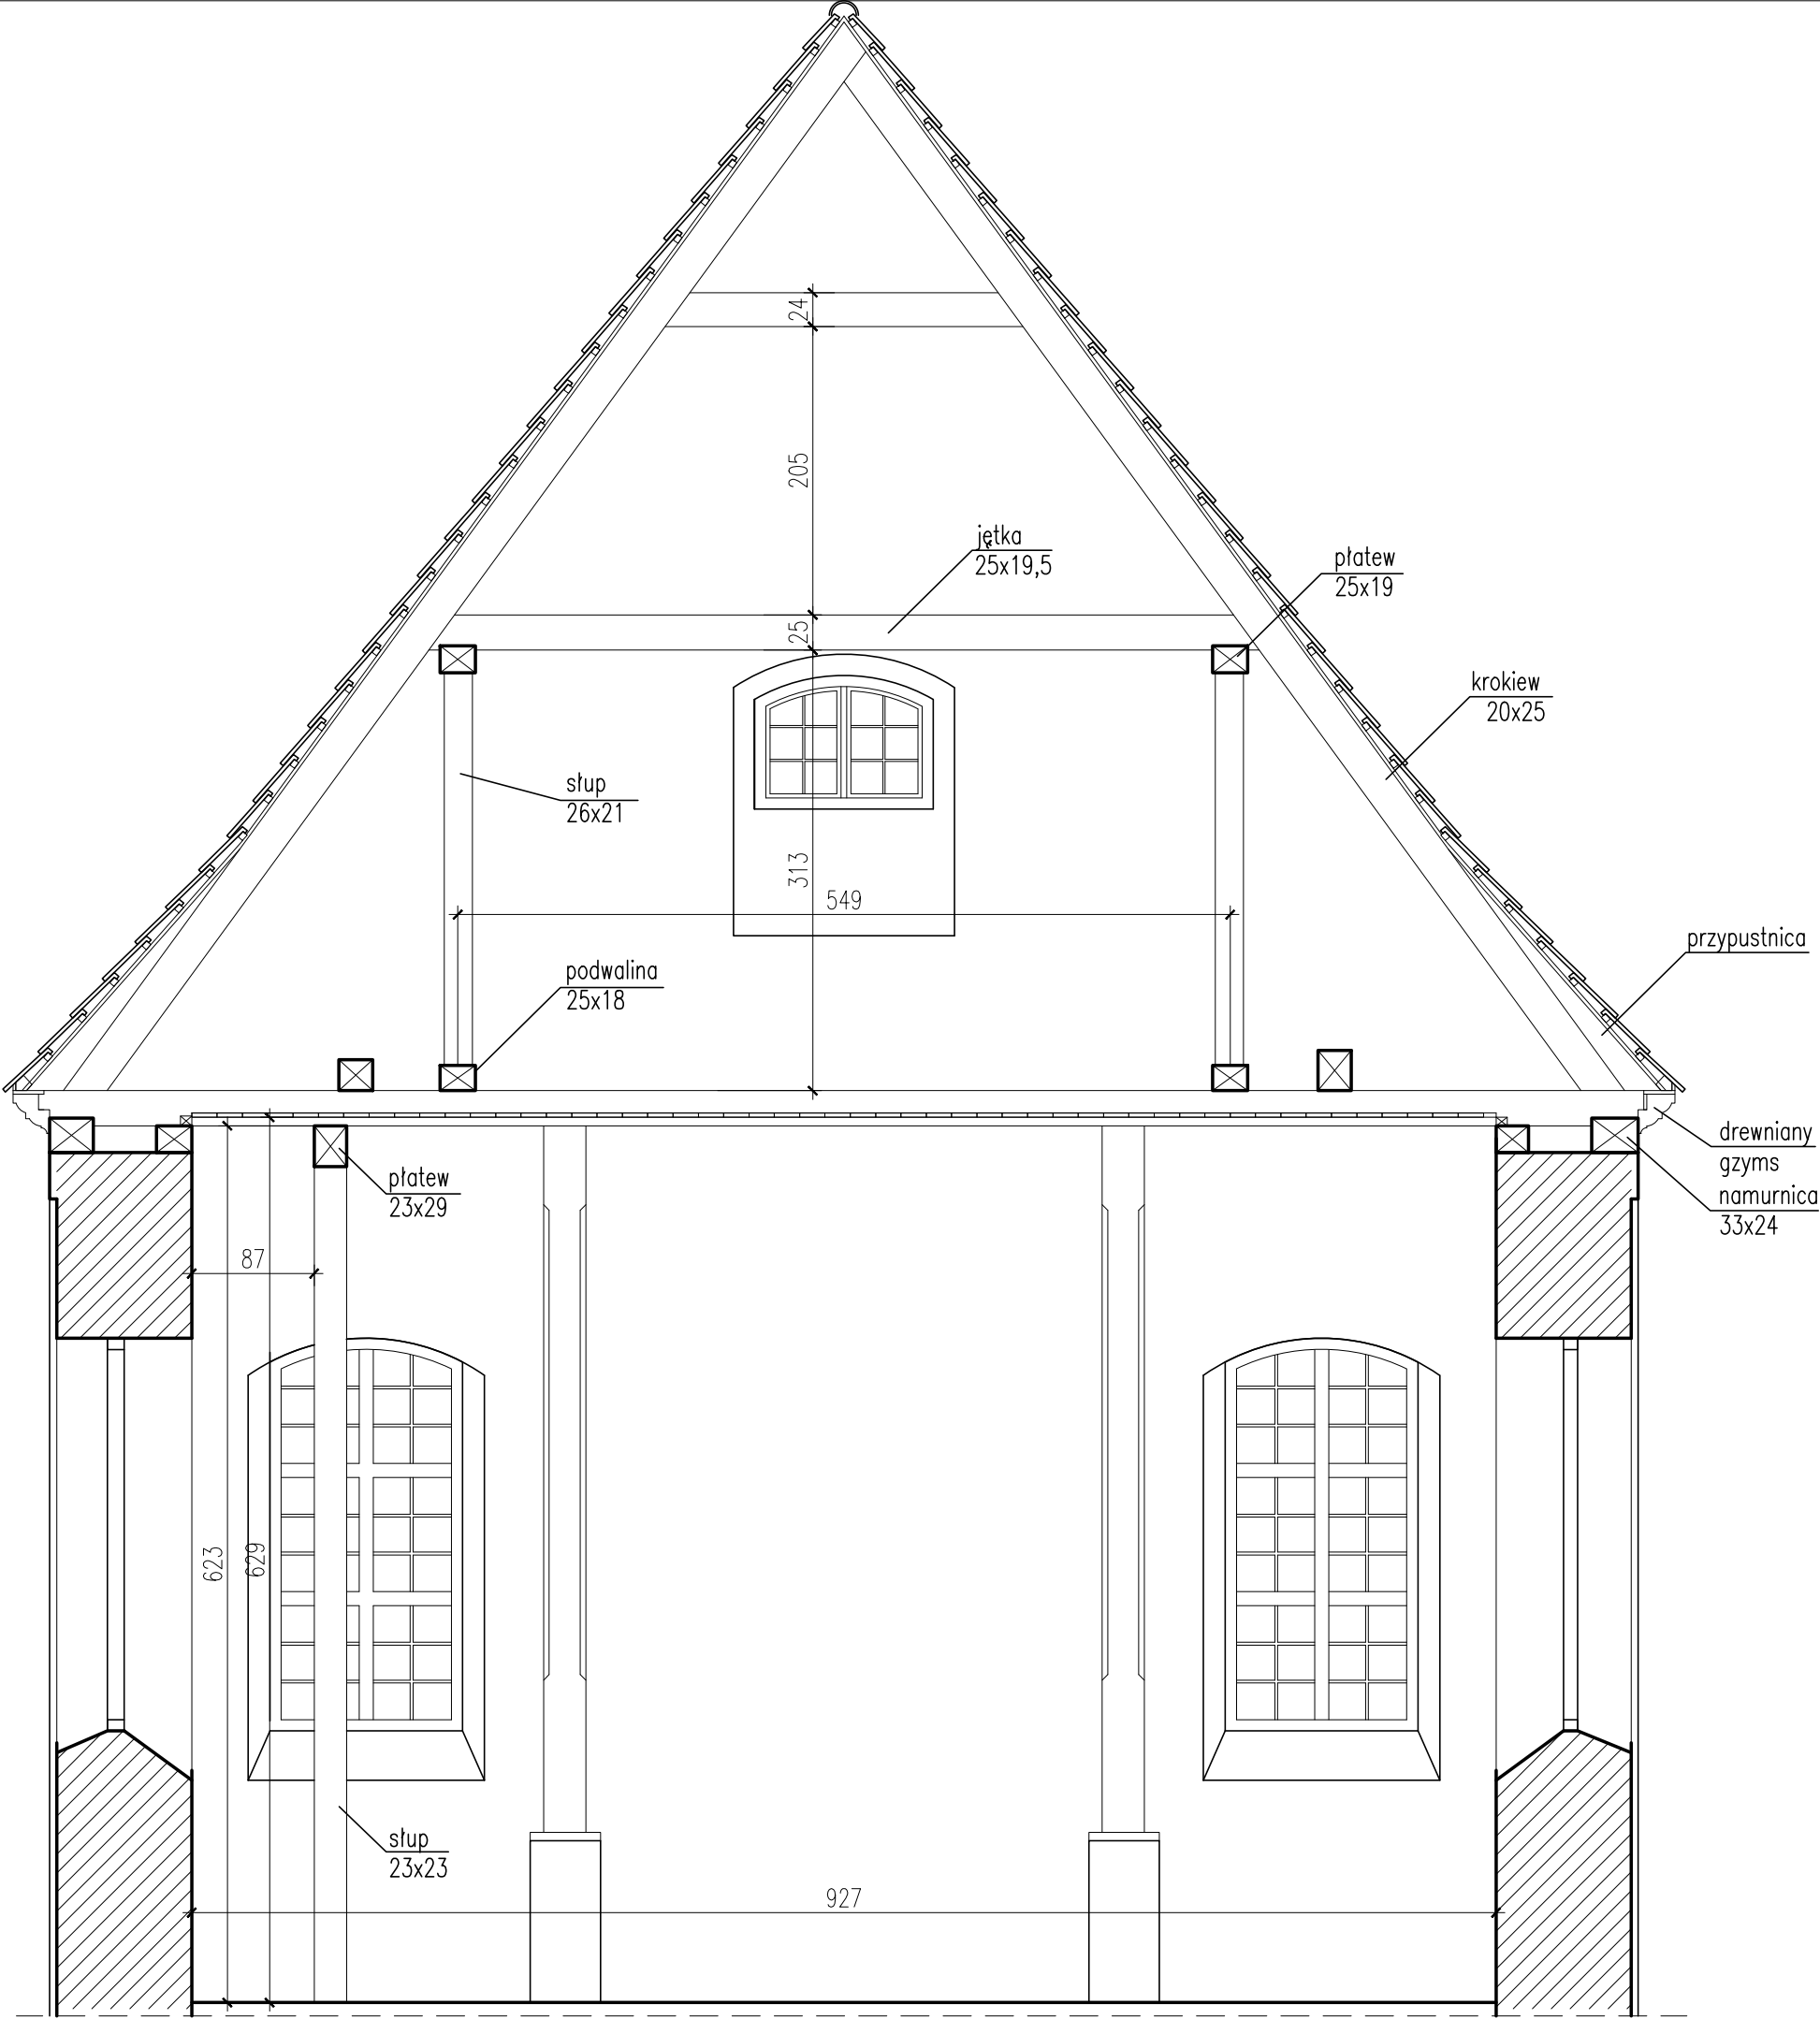 24
205
jętka
25x19,5
płatew
25x19
25
krokiew
20x25
słup
26x21
313
549
przypustnica
podwalina
25x18
drewniany
gzyms
namurnica
33x24
płatew
23x29
87
623
629
słup
23x23
927